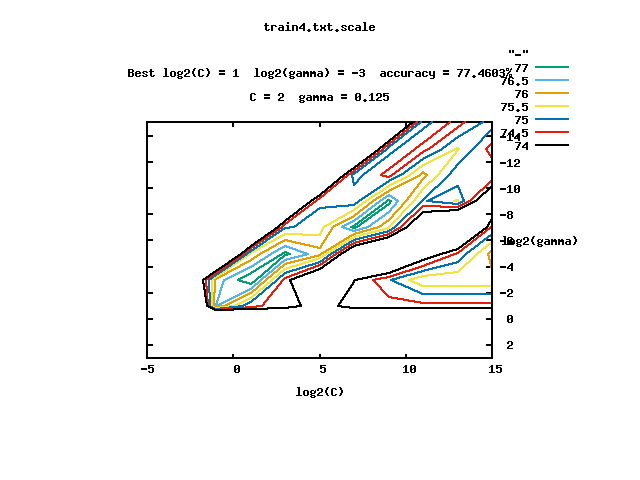 train4.txt.scale
"-"
Best log2(C) = 1 log2(gamma) = -3 accuracy = 77.4603%
77
76.5
C = 2 gamma = 0.125
76
75.5
75
74.5
74
-14
-12
-10
-8
-6
log2(gamma)
-4
-2
0
2
-5 0 5 10 15
log2(C)